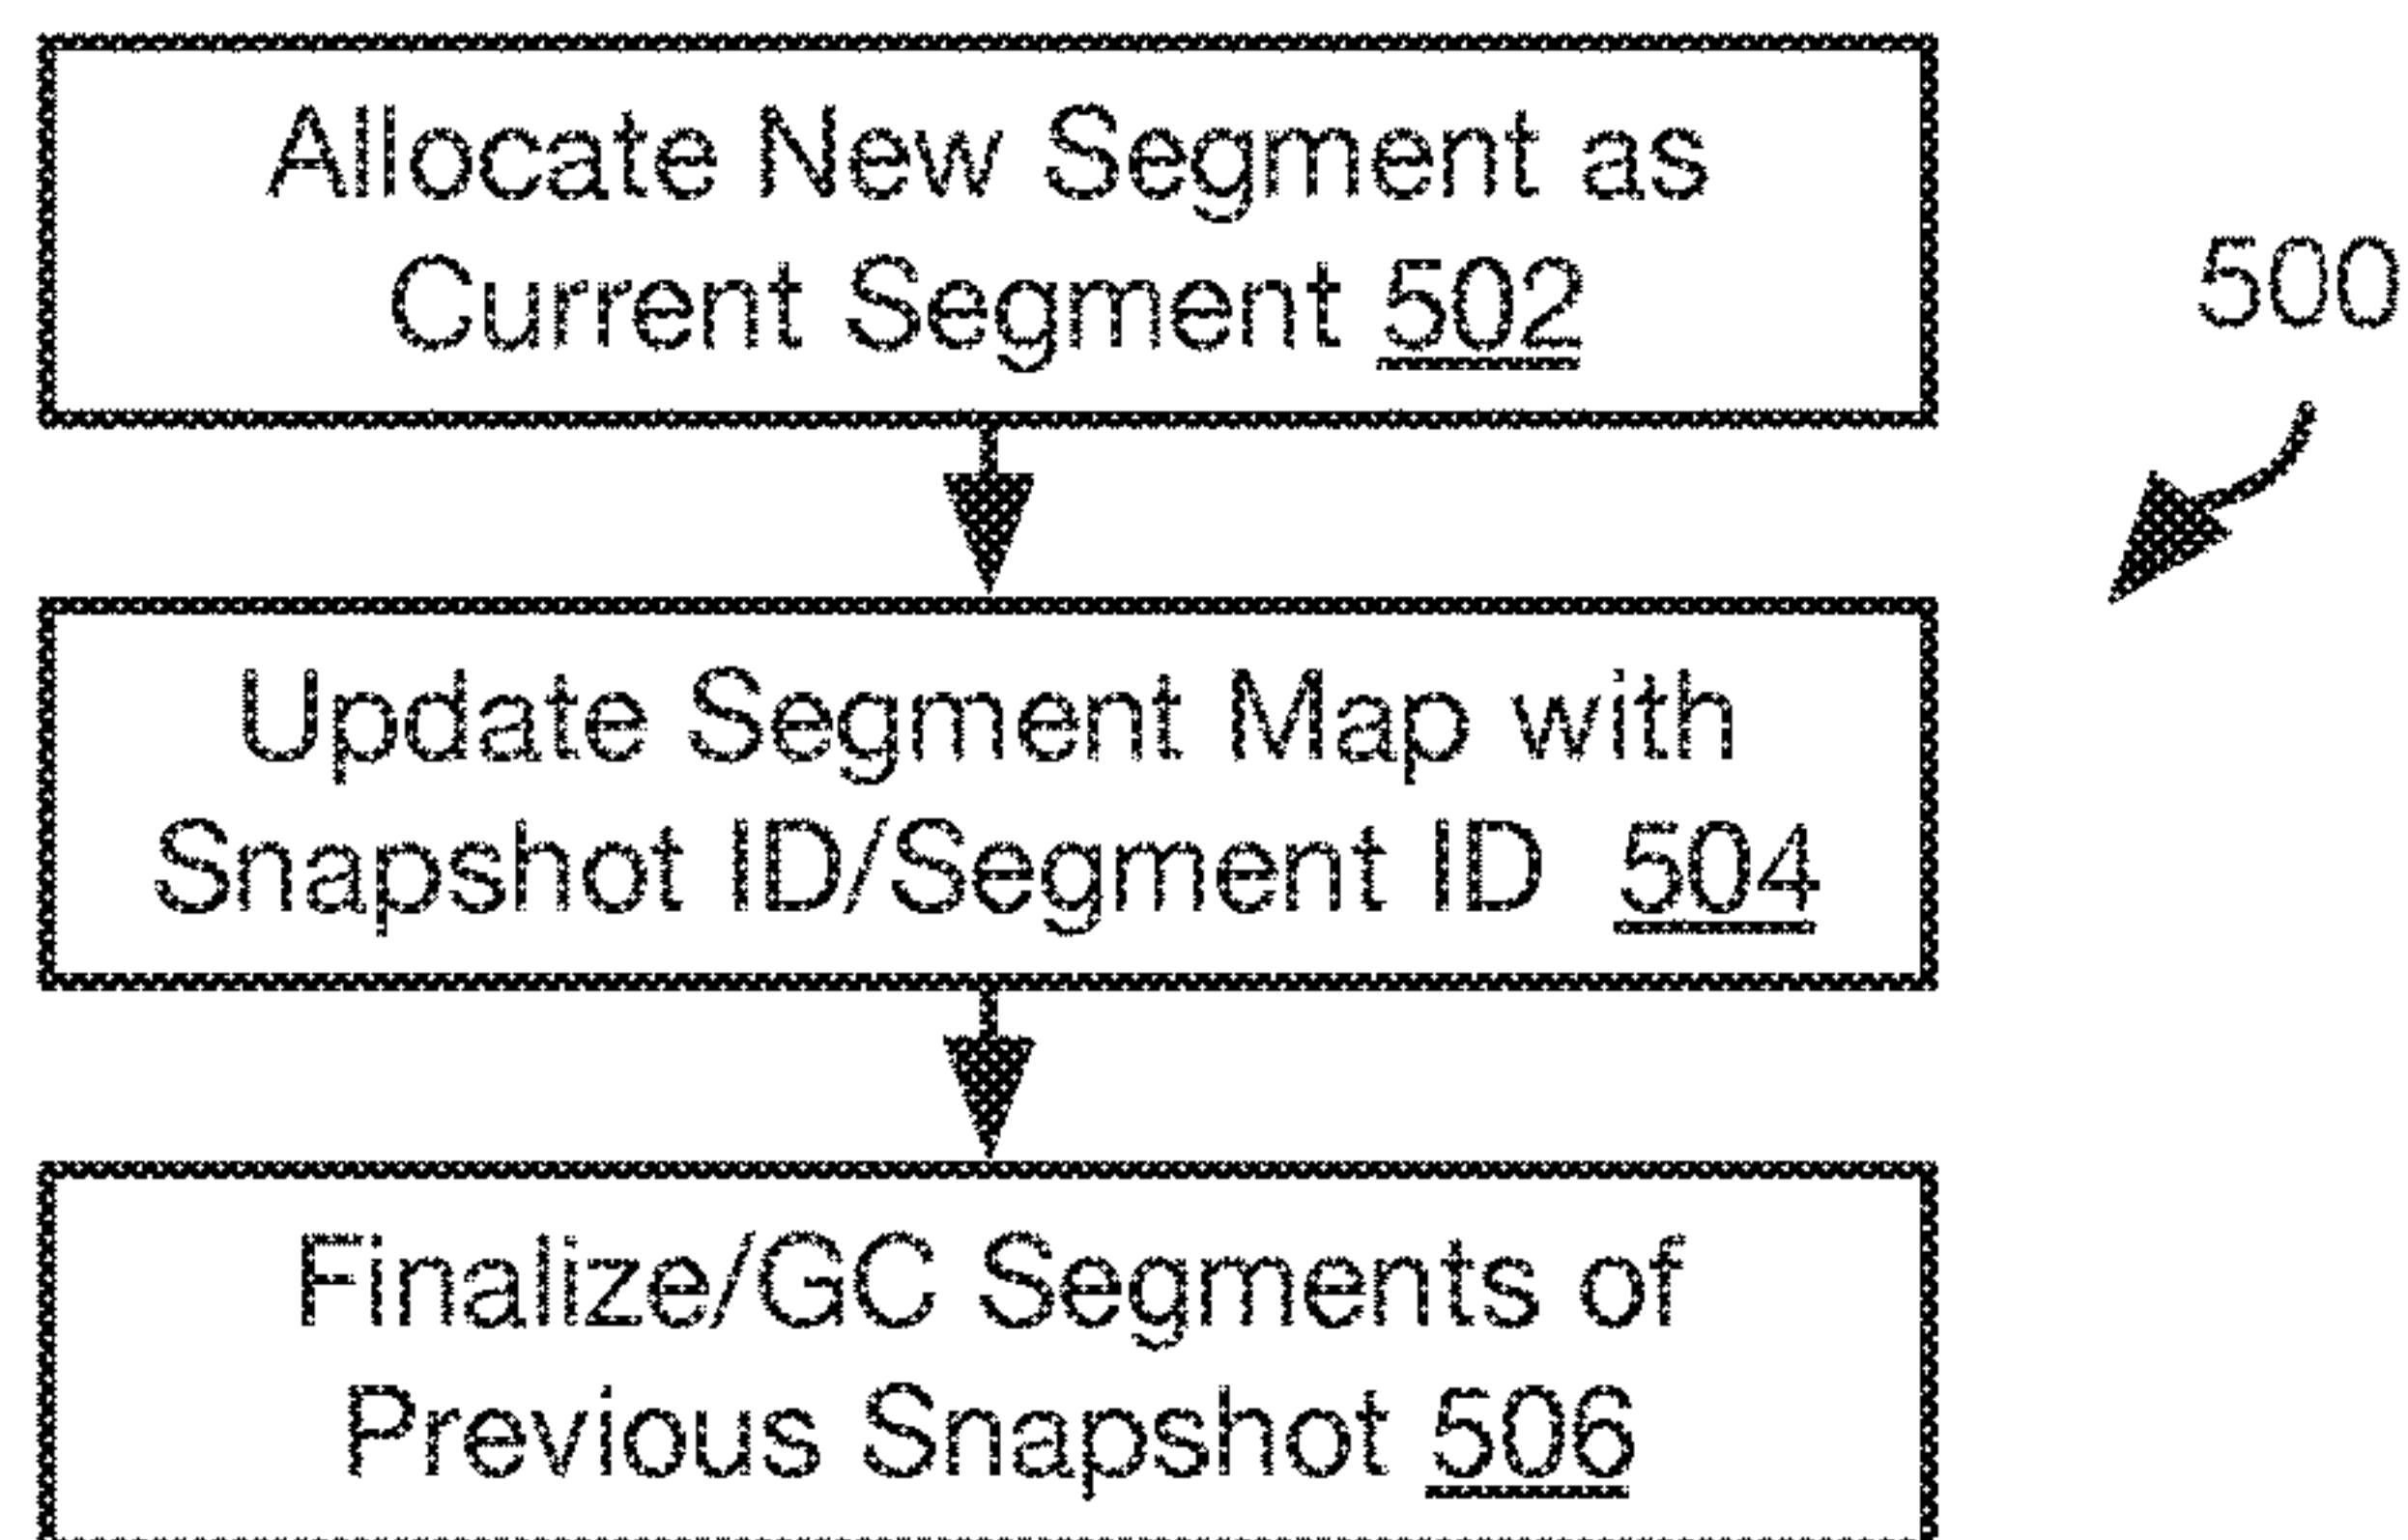 Allocate New Segment as
Current Segment 502
500
Update Segment Map with
Snapshot ID/Segment ID 504
Finalize/GC Segments of
Previous Snapshot 506